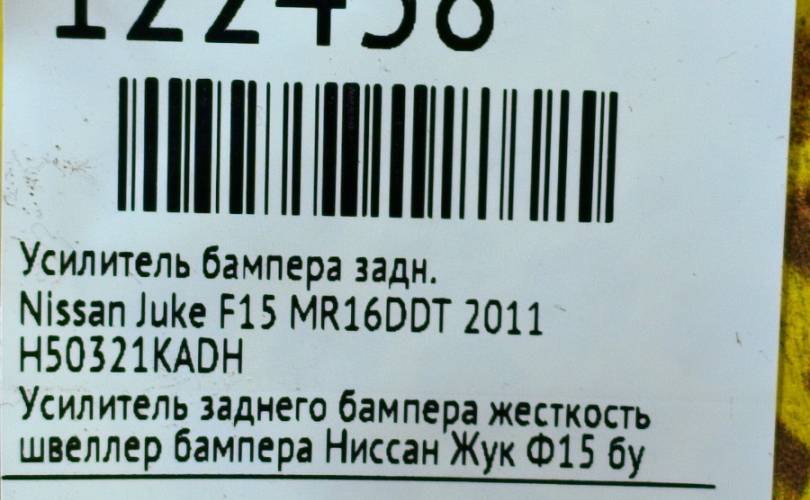 122438
Усилитель бампера задн.
Nissan Juke F15 MR16DDT 2011
H50321KADH
Усилитель заднего бампера жесткость
швеллер бампера Ниссан Жук Ф15 бу